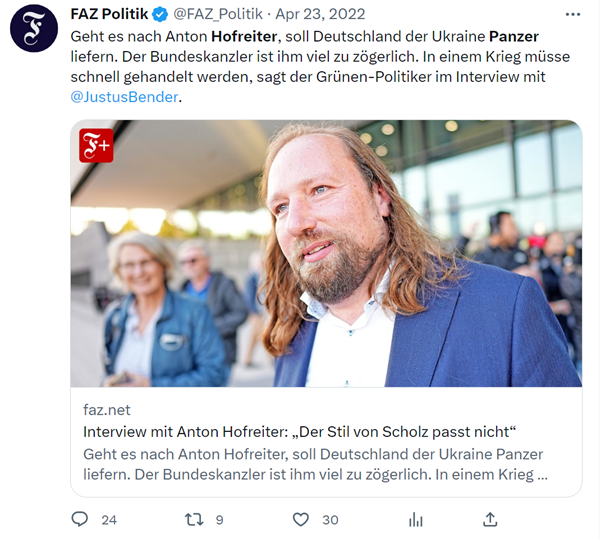 FAZ Politik @FAZ_Politik · Apr 23, 2022
Geht es nach Anton Hofreiter, soll Deutschland der Ukraine Panzer
liefern. Der Bundeskanzler ist ihm viel zu zögerlich. In einem Krieg müsse
schnell gehandelt werden, sagt der Grünen-Politiker im Interview mit
@JustusBender.
F+
faz.net
Interview mit Anton Hofreiter: „Der Stil von Scholz passt nicht“
Geht es nach Anton Hofreiter, soll Deutschland der Ukraine Panzer
liefern. Der Bundeskanzler ist ihm viel zu zögerlich. In einem Krieg ...
24 9 30